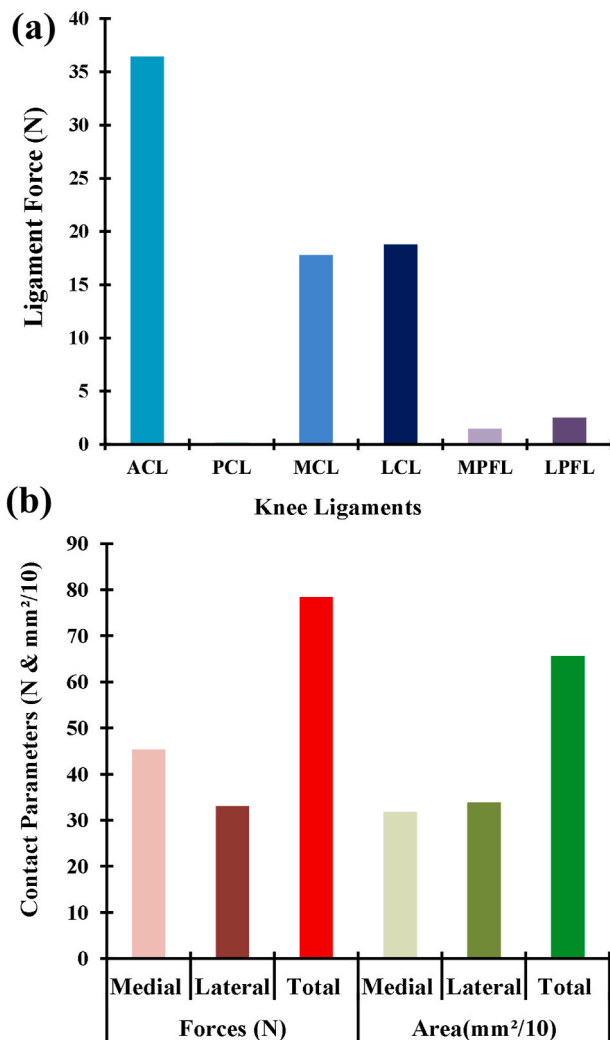 (a)
Ligament Force (N)
40
35
30
25
20
15
10
5
0
ACL PCL MCL LCL MPFL LPFL
Knee Ligaments
(b)
Contact Parameters (N & mm²/10)
90
80
70
60
50
40
30
20
10
0
Medial Lateral Total Medial Lateral Total
Forces (N) Area(mm²/10)